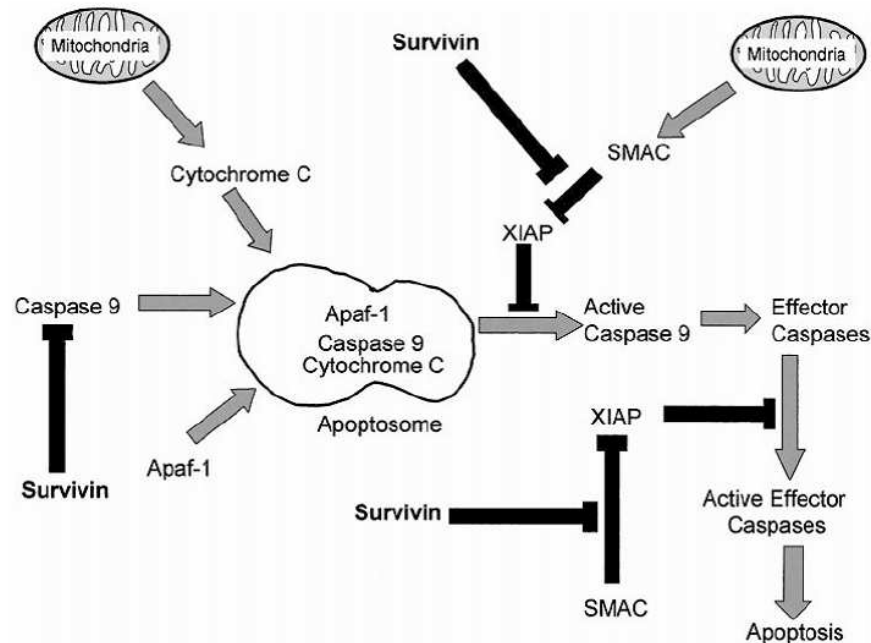 Mitochondria
Survivin
Mitochondria
Cytochrome C
SMAC
XIAP
Caspase 9
Apaf-1
Caspase 9
Cytochrome C
Active
Caspase 9
Effector
Caspases
Apoptosome
XIAP
Apaf-1
Survivin
Survivin
Active Effector
Caspases
SMAC
Apoptosis